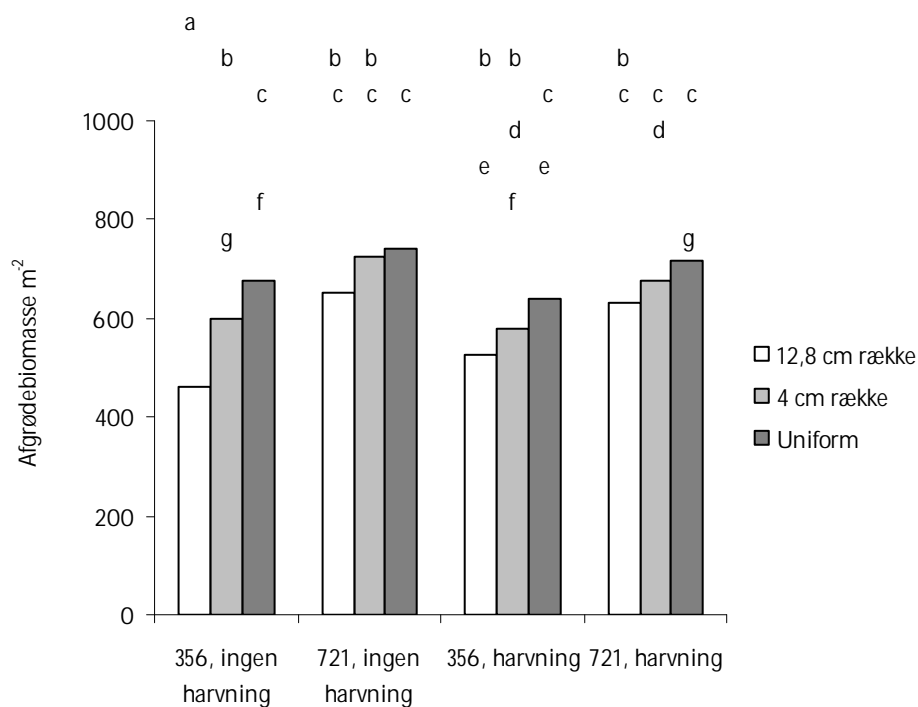 a
b b b b b b
c c c c c c c c
1000
d d
e e
800
f f
g g
600
400
200
0
Afgrødebiomasse m-2
12,8 cm række
4 cm række
Uniform
356, ingen 721, ingen 356, harvning 721, harvning
harvning harvning